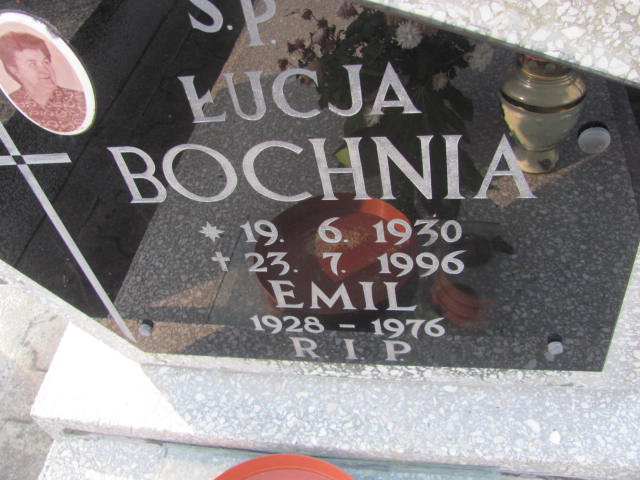 Ś.P.
ŁUCJA
BOCHNIA
* 19. 6. 1930
✝ 23. 7. 1996
EMIL
1928 - 1976
R.I.P